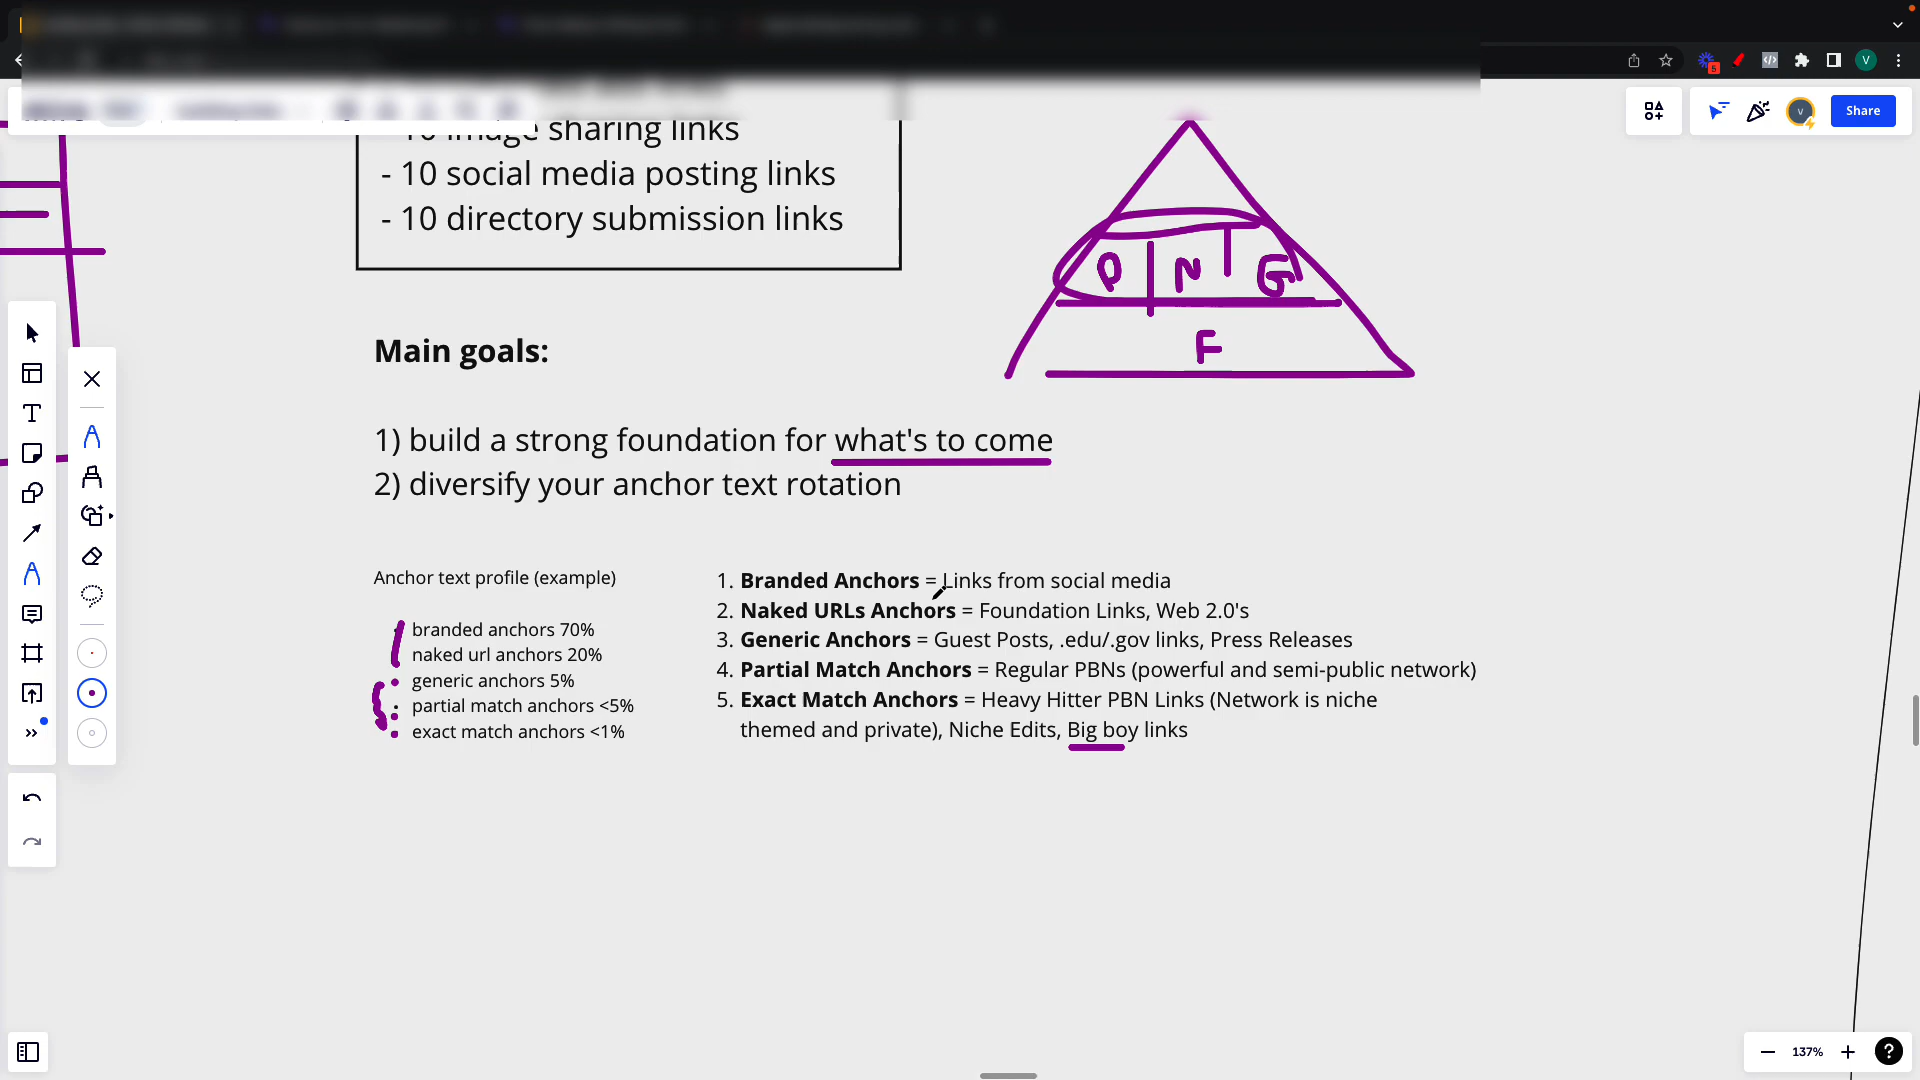 V
5
Share
V
10 image sharing links
- 10 social media posting links
- 10 directory submission links
P N G
F
Main goals:
1) build a strong foundation for what's to come
2) diversify your anchor text rotation
Anchor text profile (example)
branded anchors 70%
naked url anchors 20%
generic anchors 5%
partial match anchors <5%
exact match anchors <1%
1. Branded Anchors = Links from social media
2. Naked URLs Anchors = Foundation Links, Web 2.0's
3. Generic Anchors = Guest Posts, .edu/.gov links, Press Releases
4. Partial Match Anchors = Regular PBNs (powerful and semi-public network)
5. Exact Match Anchors = Heavy Hitter PBN Links (Network is niche
themed and private), Niche Edits, Big boy links
137%